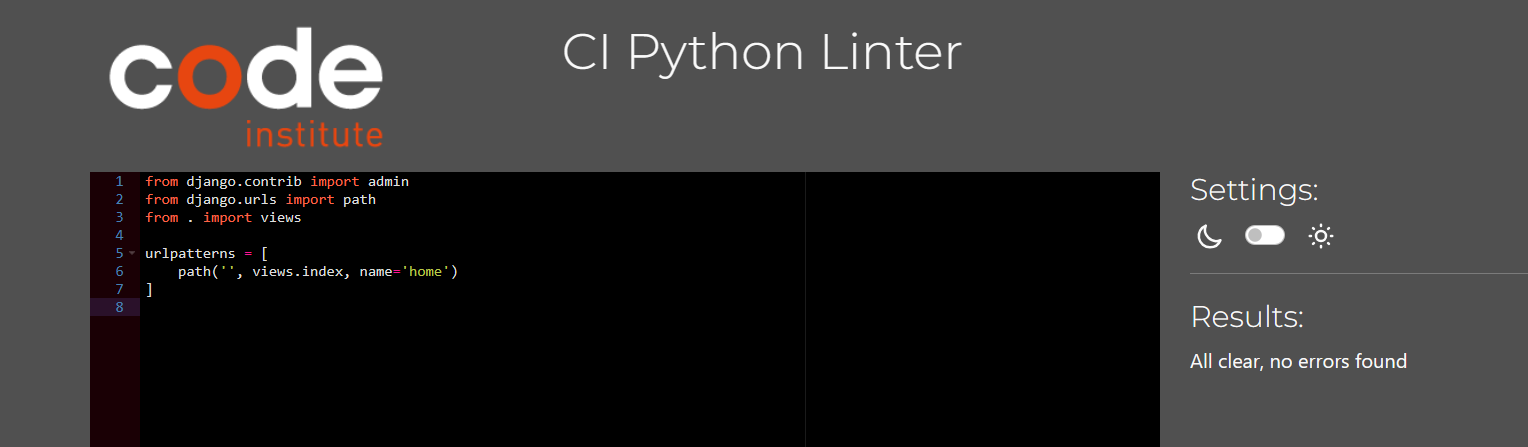 code
institute
CI Python Linter
1 from django.contrib import admin
2 from django.urls import path
3 from . import views
4
5 urlpatterns = [
6     path('', views.index, name='home')
7 ]
8
Settings:
Results:
All clear, no errors found